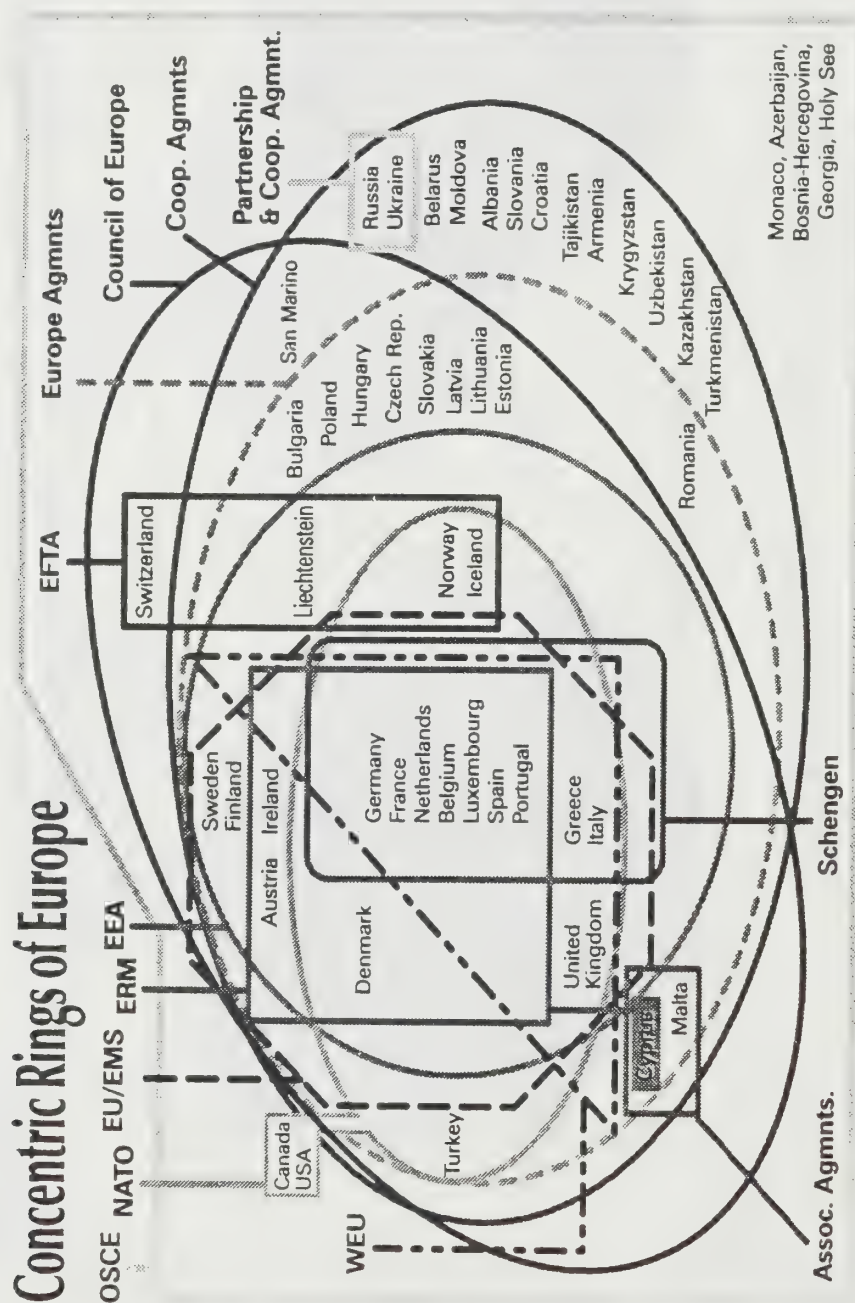 Concentric Rings of Europe
OSCE
NATO
EU/EMS
ERM
EEA
EFTA
Europe Agmnts
Council of Europe
Coop. Agmnts
Partnership
& Coop. Agmnt.
Canada
USA
Sweden
Finland
Switzerland
San Marino
Russia
Ukraine
Austria
Ireland
Liechtenstein
Bulgaria
Poland
Hungary
Czech Rep.
Slovakia
Latvia
Lithuania
Estonia
Belarus
Moldova
Albania
Slovania
Croatia
Tajikistan
Armenia
Krygyzstan
Uzbekistan
Kazakhstan
Turkmenistan
WEU
Turkey
Denmark
Germany
France
Netherlands
Belgium
Luxembourg
Spain
Portugal
Norway
Iceland
United
Kingdom
Greece
Italy
Romania
Cyprus
Malta
Assoc. Agmnts.
Schengen
Monaco, Azerbaijan,
Bosnia-Hercegovina,
Georgia, Holy See